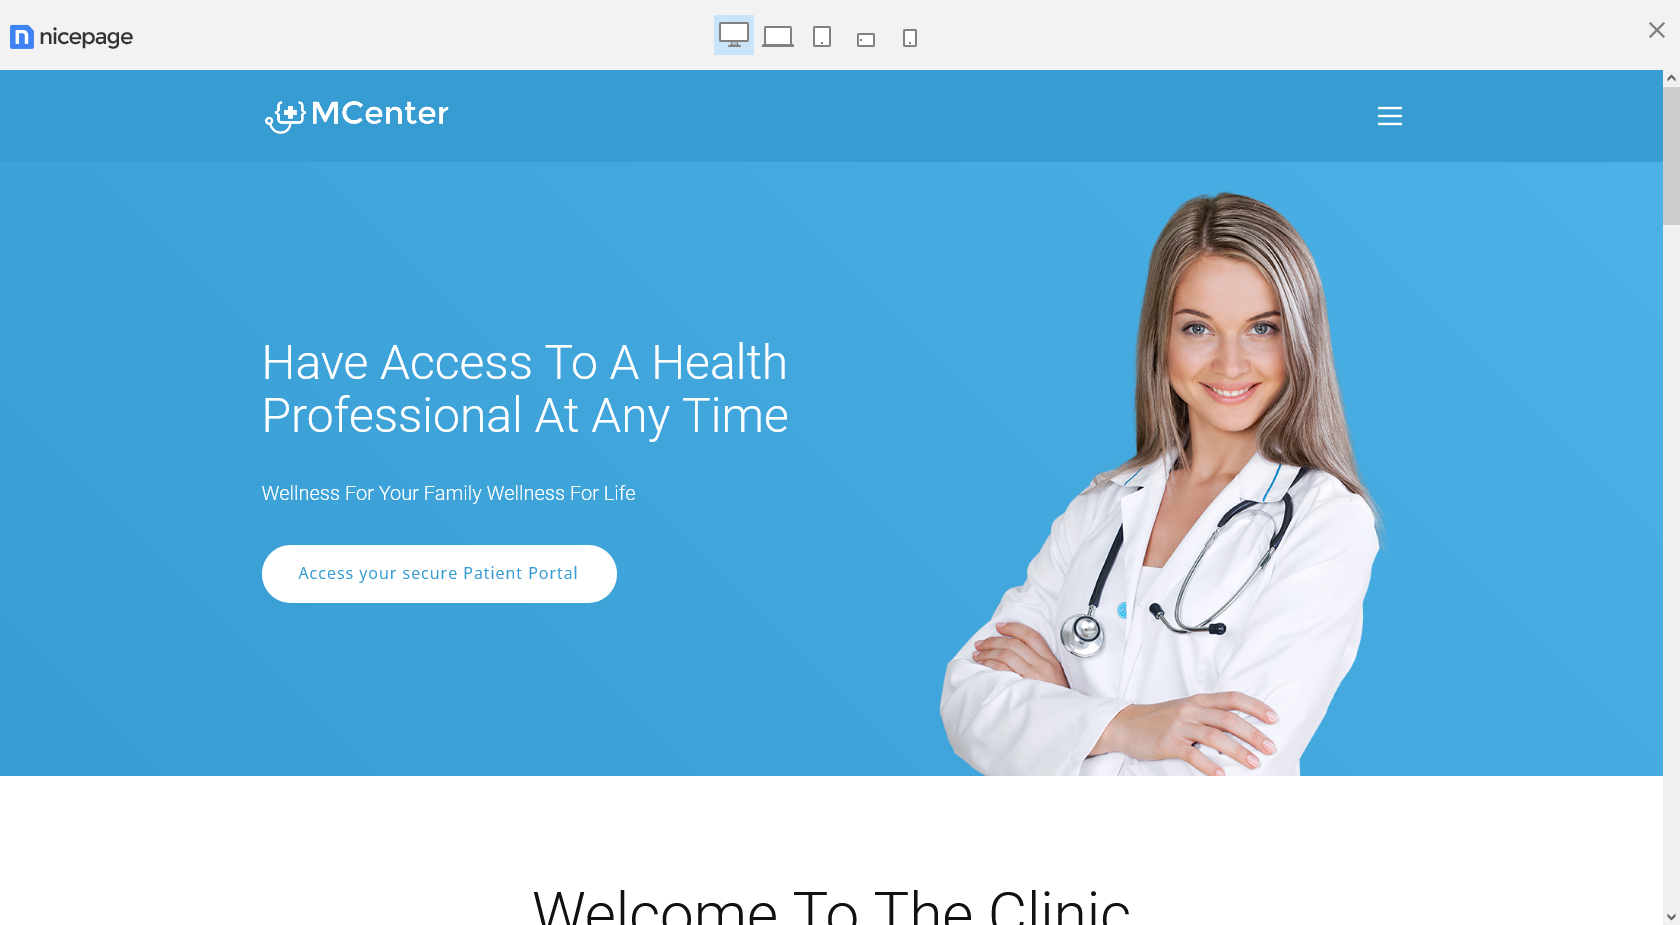 nicepage
MCenter
Have Access To A Health
Professional At Any Time
Wellness For Your Family Wellness For Life
Access your secure Patient Portal
Welcome To The Clinic